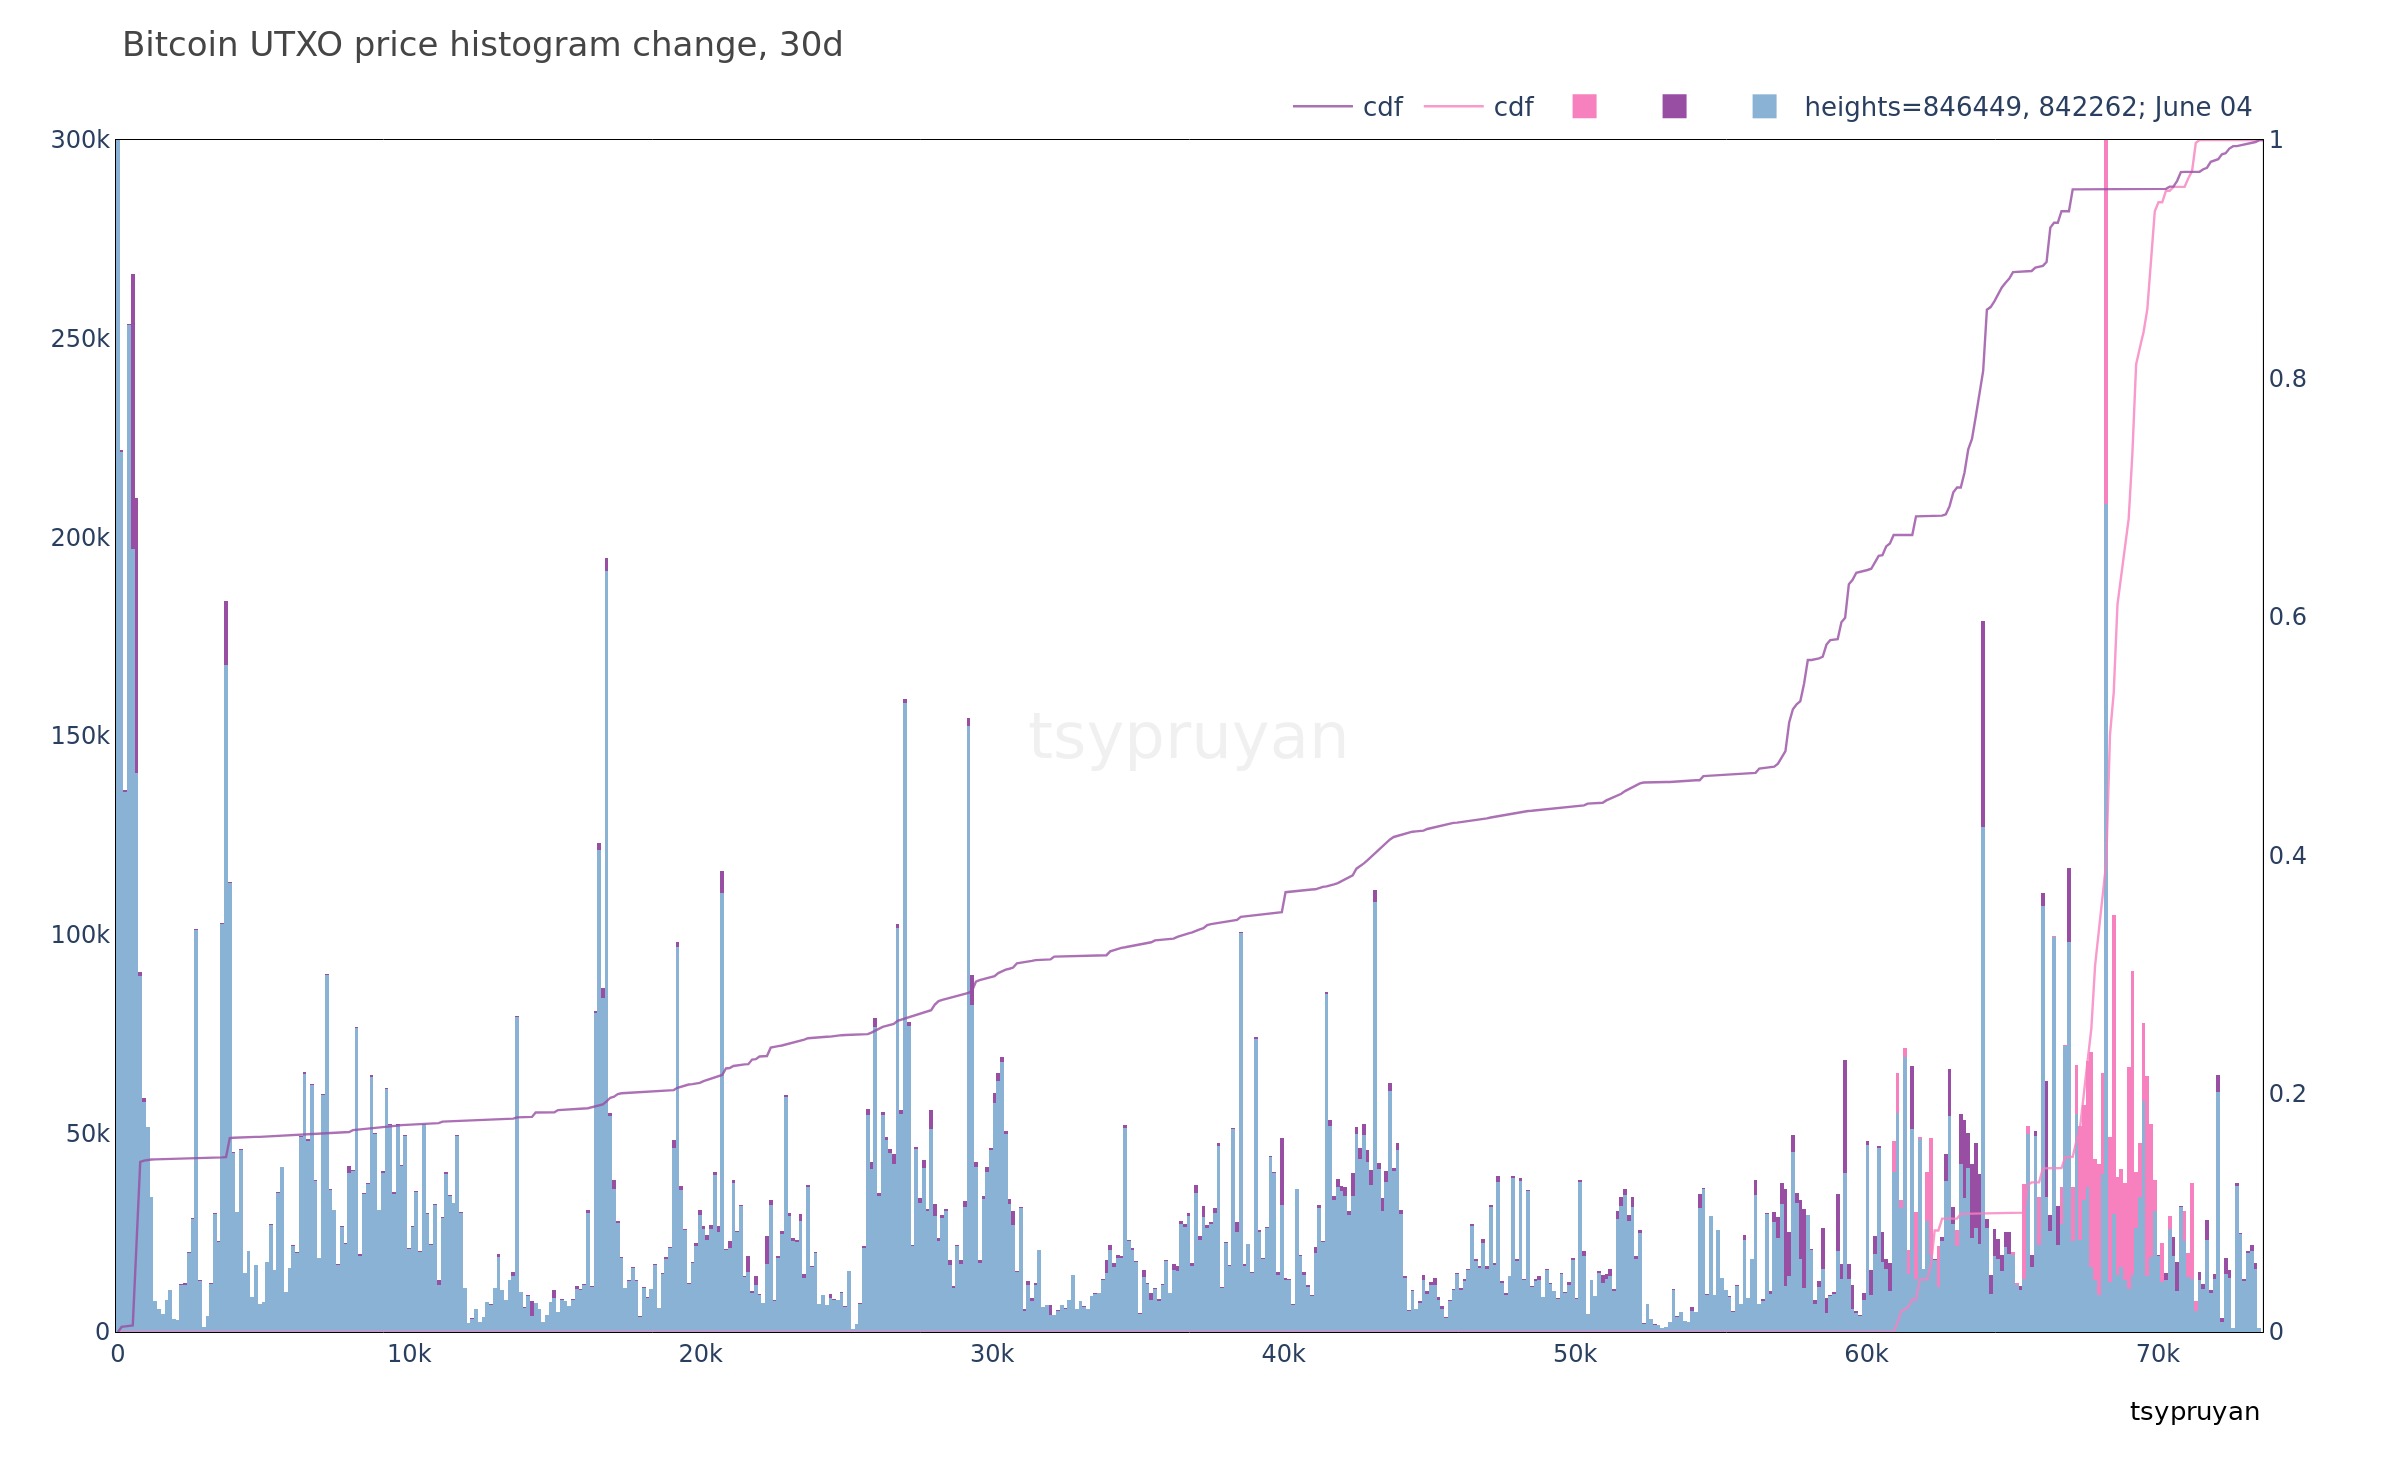 Bitcoin UTXO price histogram change, 30d
cdf cdf heights=846449, 842262; June 04
300k
250k
200k
150k
100k
50k
0
1
0.8
0.6
0.4
0.2
0
tsypruyan
0 10k 20k 30k 40k 50k 60k 70k
tsypruyan